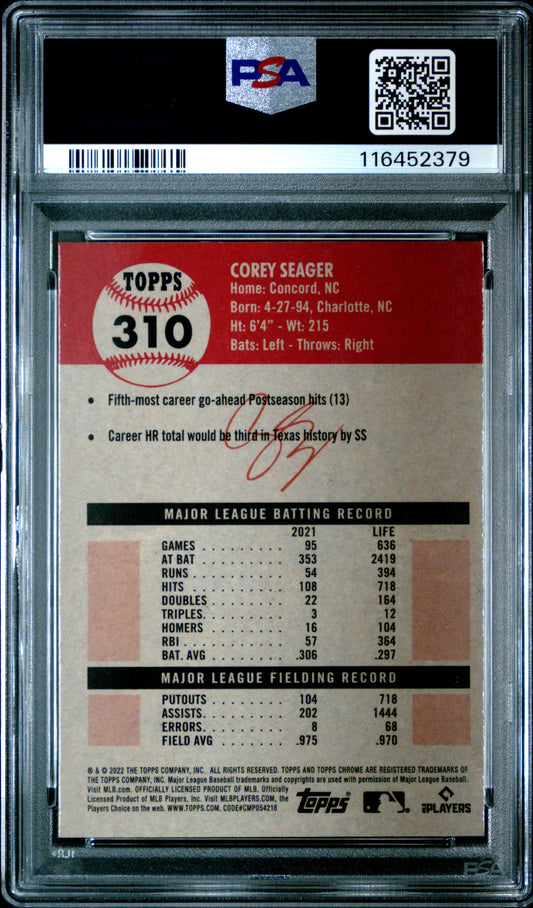 PSA
116452379
TOPPS
310
COREY SEAGER
Home: Concord, NC
Born: 4-27-94, Charlotte, NC
Ht: 6'4" - Wt: 215
Bats: Left - Throws: Right
• Fifth-most career go-ahead Postseason hits (13)
• Career HR total would be third in Texas history by SS
MAJOR LEAGUE BATTING RECORD
2021 LIFE
GAMES . . . . . . . . . 95 636
AT BAT . . . . . . . . . 353 2419
RUNS . . . . . . . . . . 54 394
HITS . . . . . . . . . . 108 718
DOUBLES . . . . . . . . 22 164
TRIPLES. . . . . . . . . 3 12
HOMERS . . . . . . . . 16 104
RBI . . . . . . . . . . . 57 364
BAT. AVG . . . . . . . . .306 .297
MAJOR LEAGUE FIELDING RECORD
PUTOUTS . . . . . . . . 104 718
ASSISTS. . . . . . . . . 202 1444
ERRORS. . . . . . . . . 8 68
FIELD AVG . . . . . . . .975 .970
® & © 2022 THE TOPPS COMPANY, INC. ALL RIGHTS RESERVED. TOPPS AND TOPPS CHROME ARE REGISTERED TRADEMARKS OF
THE TOPPS COMPANY, INC. Major League Baseball trademarks and copyrights are used with permission of Major League Baseball.
Visit MLB.com. OFFICIALLY LICENSED PRODUCT OF MLB. Officially
Licensed Product of MLB Players, Inc. Visit MLBPLAYERS.COM, the
Players Choice on the web. WWW.TOPPS.COM. CODE#CMP054218
Topps
MLB PLAYERS
PSA